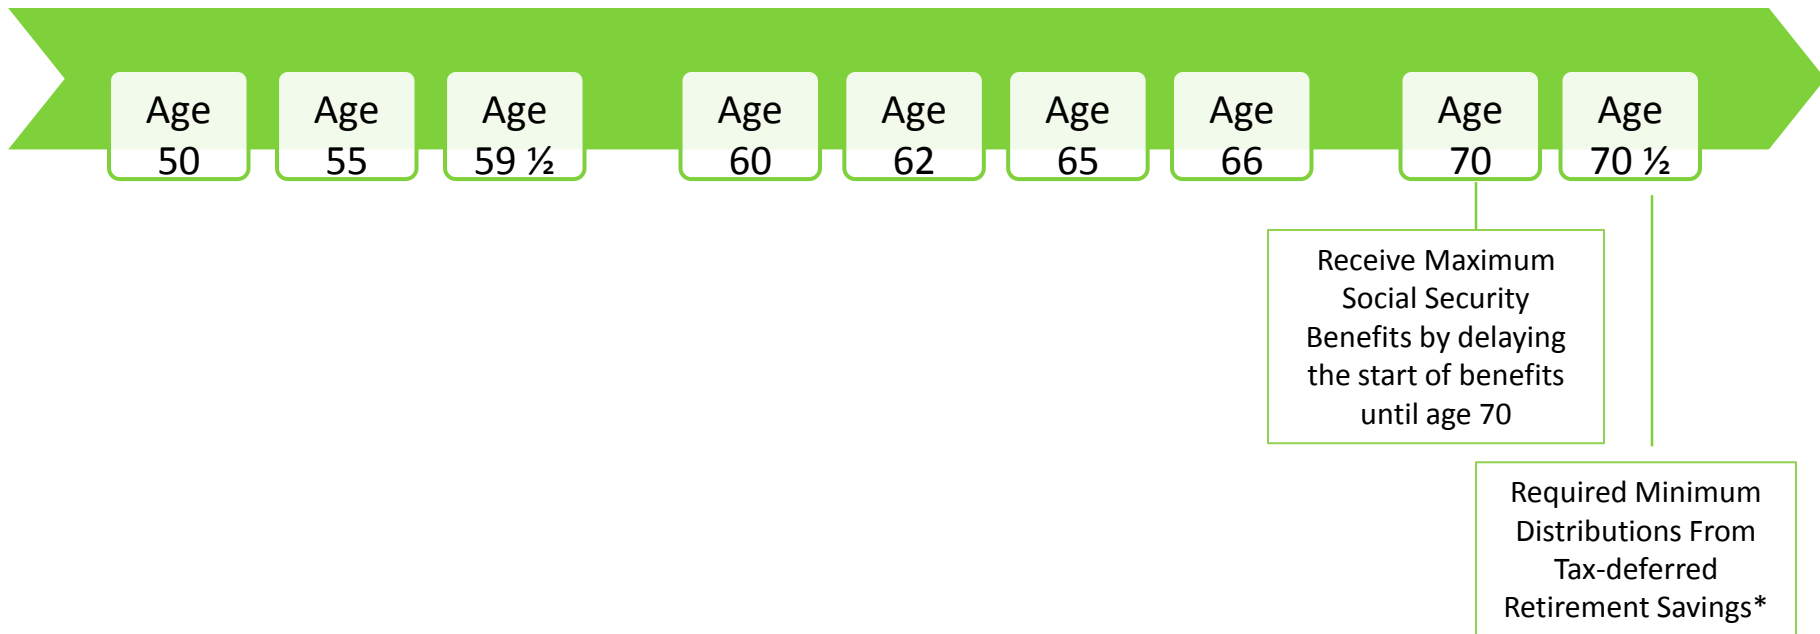 Age
50
Age
55
Age
59 ½
Age
60
Age
62
Age
65
Age
66
Age
70
Age
70 ½
Receive Maximum
Social Security
Benefits by delaying
the start of benefits
until age 70
Required Minimum
Distributions From
Tax-deferred
Retirement Savings*